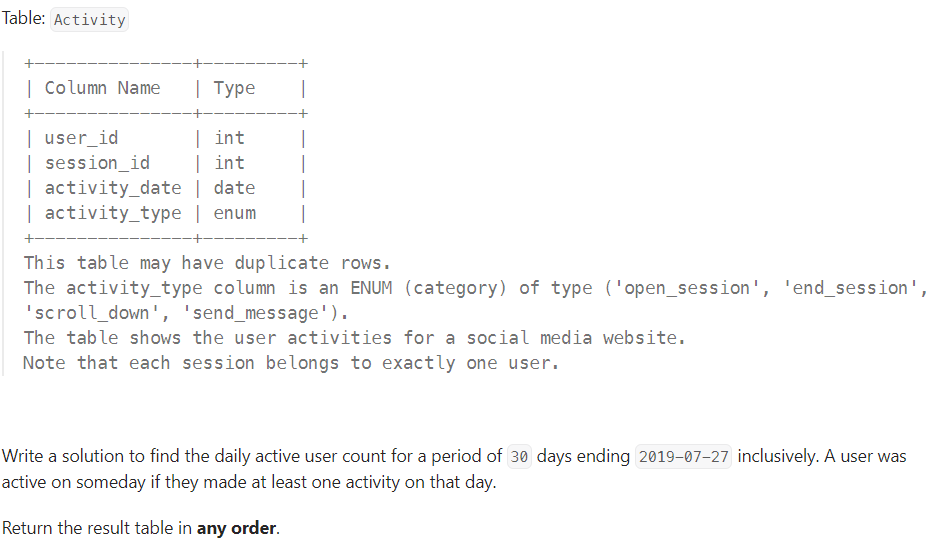 Table: Activity
+---------------+---------+
| Column Name   | Type    |
+---------------+---------+
| user_id       | int     |
| session_id    | int     |
| activity_date | date    |
| activity_type | enum    |
+---------------+---------+
This table may have duplicate rows.
The activity_type column is an ENUM (category) of type ('open_session', 'end_session',
'scroll_down', 'send_message').
The table shows the user activities for a social media website.
Note that each session belongs to exactly one user.
Write a solution to find the daily active user count for a period of 30 days ending 2019-07-27 inclusively. A user was
active on someday if they made at least one activity on that day.
Return the result table in any order.